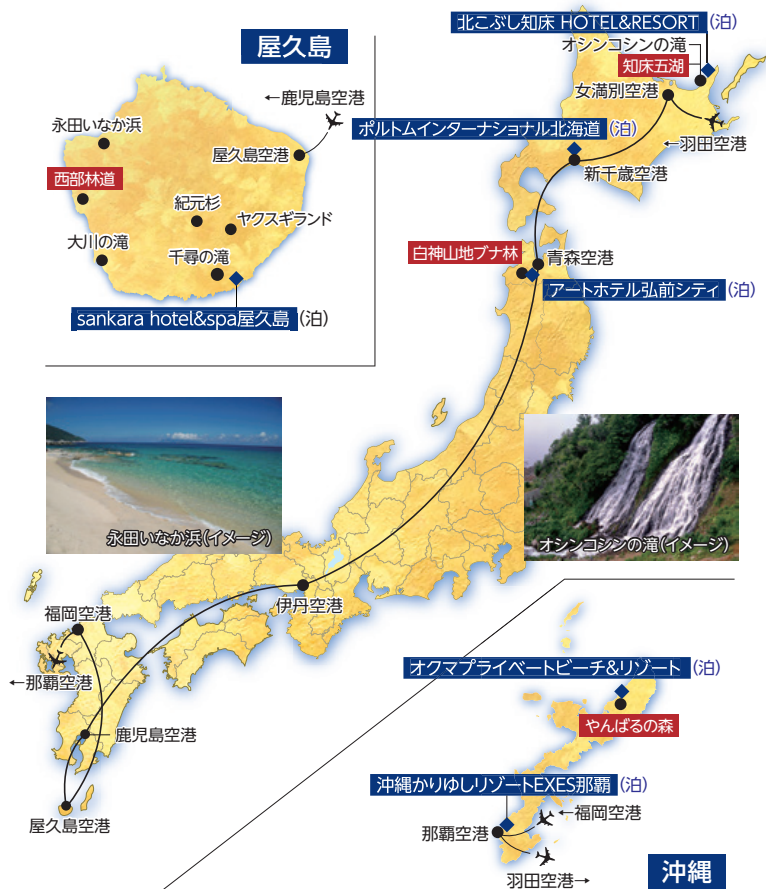 屋久島
←鹿児島空港
永田いなか浜
屋久島空港
西部林道
紀元杉
ヤクスギランド
大川の滝
千尋の滝
sankara hotel&spa屋久島 (泊)
北こぶし知床 HOTEL&RESORT (泊)
オシンコシンの滝
知床五湖
女満別空港
←羽田空港
ポルトムインターナショナル北海道 (泊)
新千歳空港
白神山地ブナ林
青森空港
アートホテル弘前シティ (泊)
永田いなか浜(イメージ)
オシンコシンの滝(イメージ)
伊丹空港
福岡空港
←那覇空港
鹿児島空港
屋久島空港
オクマプライベートビーチ&リゾート (泊)
やんばるの森
沖縄かりゆしリゾートEXES那覇 (泊)
←福岡空港
那覇空港
羽田空港→
沖縄